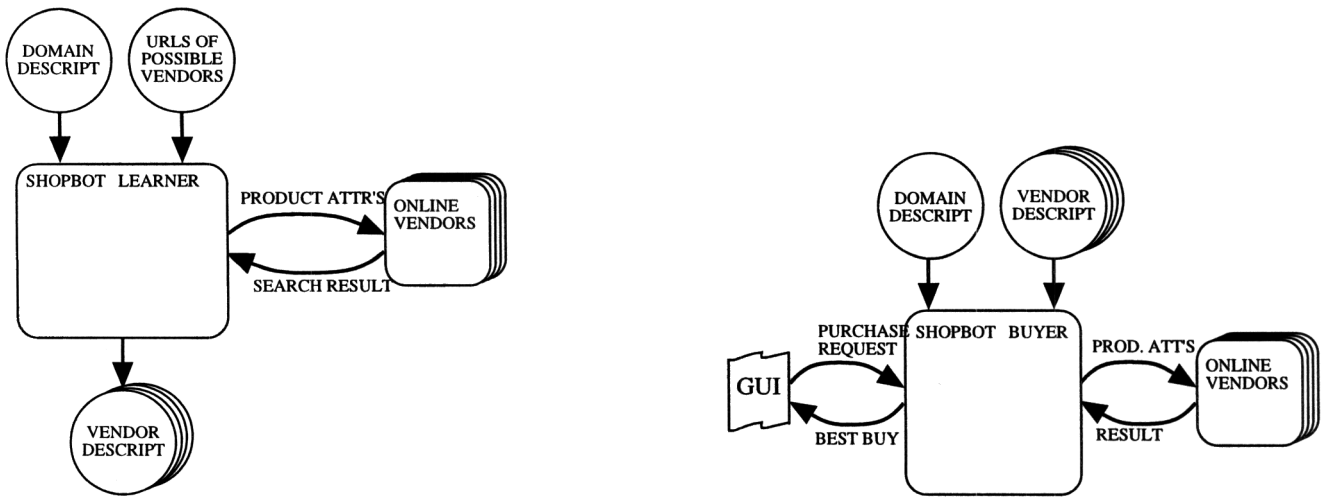 DOMAIN
DESCRIPT
URLS OF
POSSIBLE
VENDORS
SHOPBOT LEARNER
PRODUCT ATTR'S
ONLINE
VENDORS
SEARCH RESULT
VENDOR
DESCRIPT
DOMAIN
DESCRIPT
VENDOR
DESCRIPT
PURCHASE
REQUEST
SHOPBOT BUYER
PROD. ATT'S
GUI
ONLINE
VENDORS
BEST BUY
RESULT